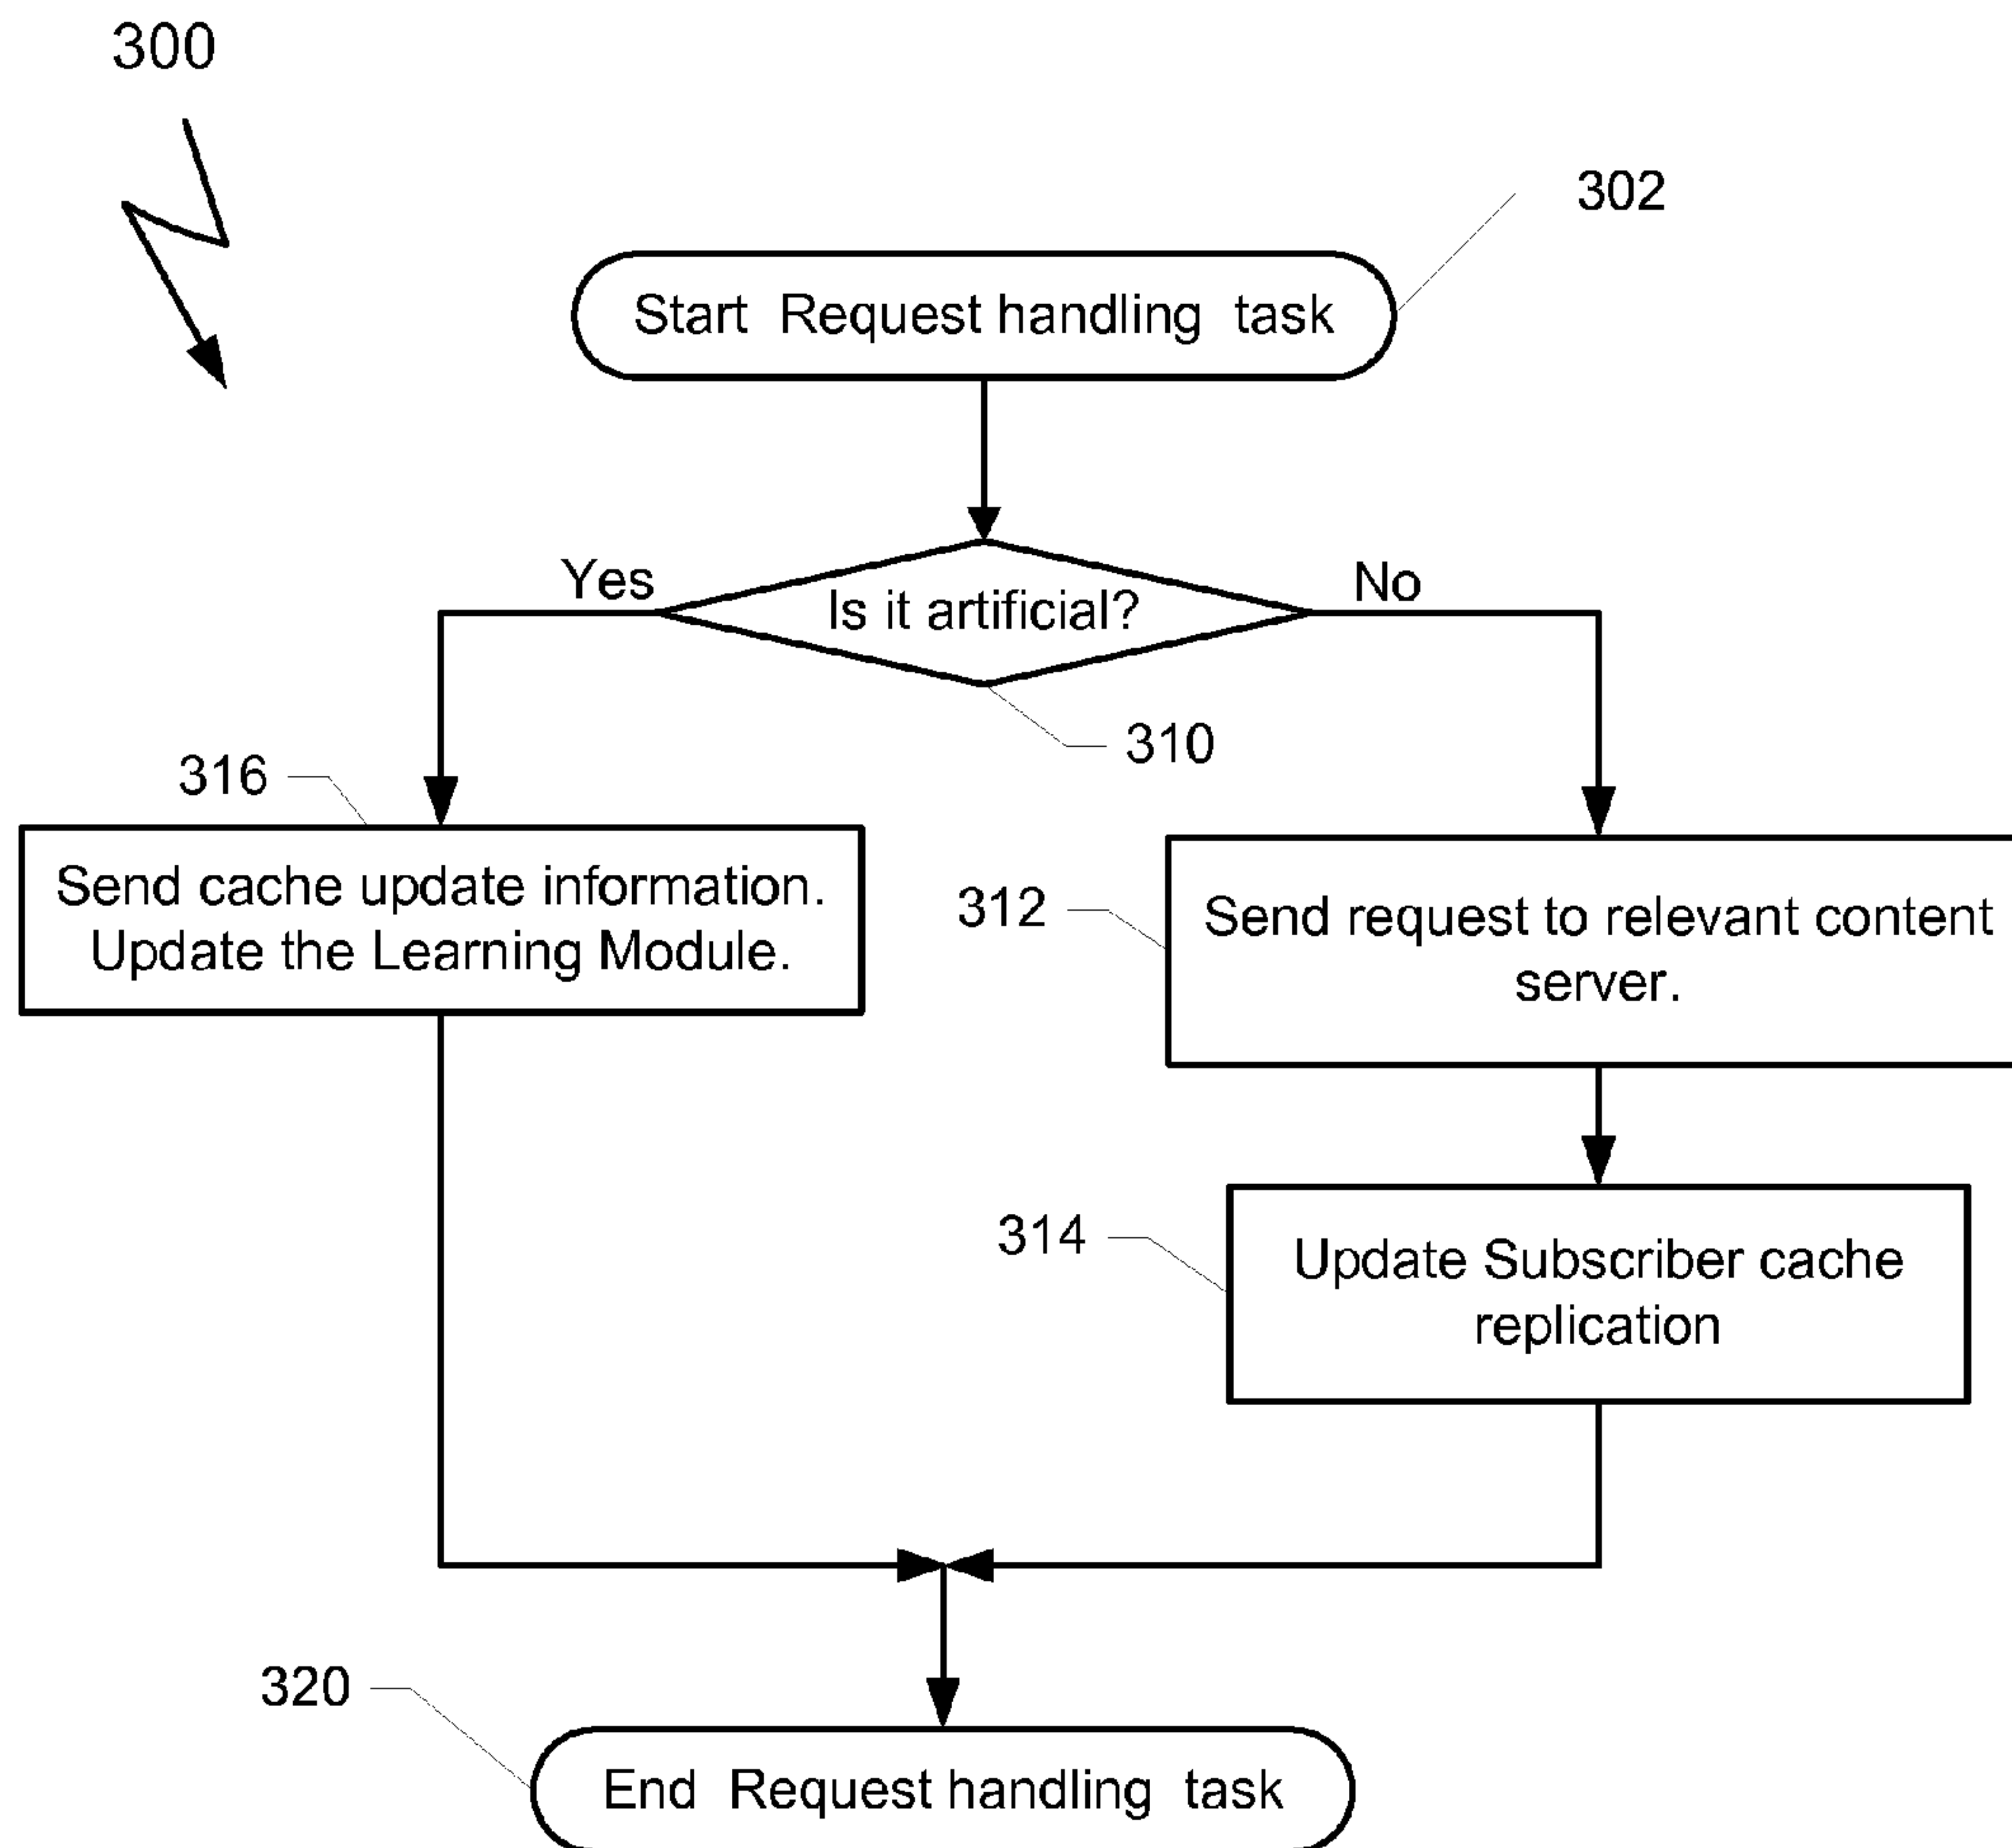 300
302
Start Request handling task
Yes
No
Is it artificial?
310
316
Send cache update information.
Update the Learning Module.
312
Send request to relevant content
server.
314
Update Subscriber cache
replication
320
End Request handling task